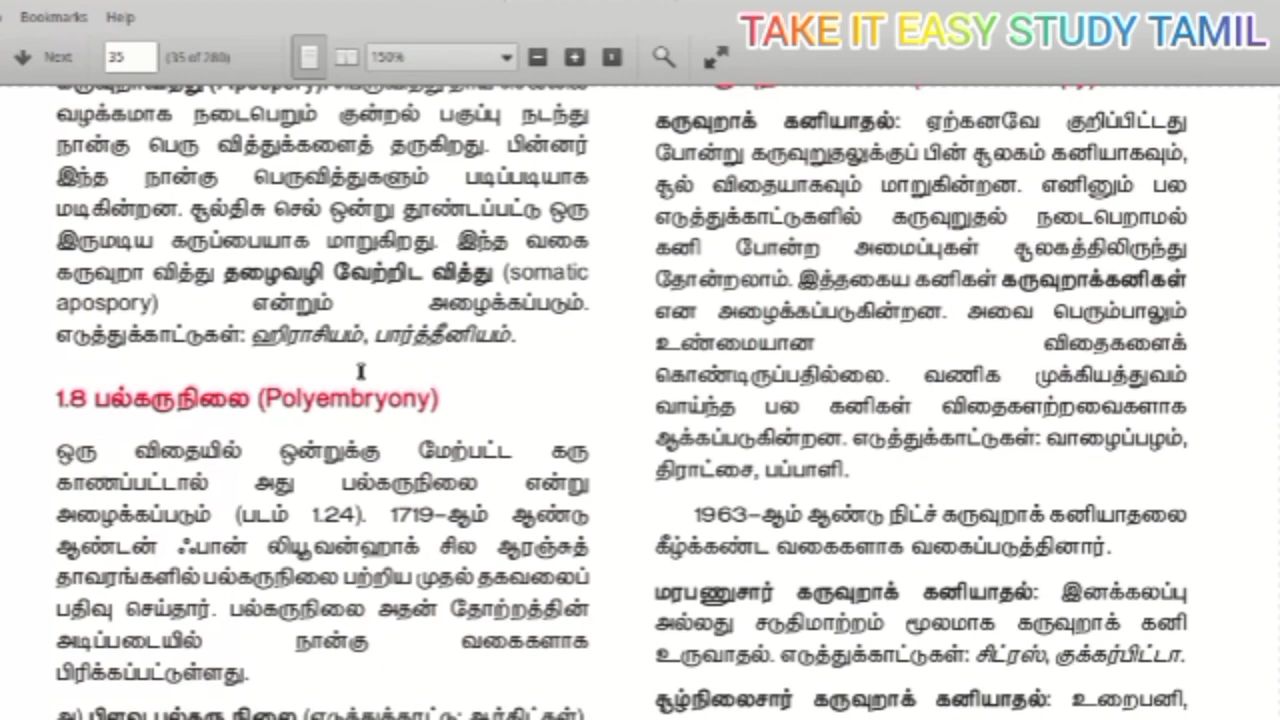 Bookmarks Help
TAKE IT EASY STUDY TAMIL
Next 35 (35 of 280) 150%
வழக்கமாக நடைபெறும் குன்றல் பகுப்பு நடந்து
நான்கு பெரு வித்துக்களைத் தருகிறது. பின்னர்
இந்த நான்கு பெருவித்துகளும் படிப்படியாக
மடிகின்றன. சூல்திசு செல் ஒன்று தூண்டப்பட்டு ஒரு
இருமடிய கருப்பையாக மாறுகிறது. இந்த வகை
கருவுறா வித்து தழைவழி வேற்றிட வித்து (somatic
apospory) என்றும் அழைக்கப்படும்.
எடுத்துக்காட்டுகள்: ஹிராசியம், பார்த்தீனியம்.
1.8 பல்கருநிலை (Polyembryony)
ஒரு விதையில் ஒன்றுக்கு மேற்பட்ட கரு
காணப்பட்டால் அது பல்கருநிலை என்று
அழைக்கப்படும் (படம் 1.24). 1719–ஆம் ஆண்டு
ஆண்டன் ஃபான் லியூவன்ஹாக் சில ஆரஞ்சுத்
தாவரங்களில் பல்கருநிலை பற்றிய முதல் தகவலைப்
பதிவு செய்தார். பல்கருநிலை அதன் தோற்றத்தின்
அடிப்படையில் நான்கு வகைகளாக
பிரிக்கப்பட்டுள்ளது.
அ) பிளவு பல்கரு நிலை (எடுத்துக்காட்டு: ஆர்கிட்கள்)
கருவுறாக் கனியாதல்: ஏற்கனவே குறிப்பிட்டது
போன்று கருவுறுதலுக்குப் பின் சூலகம் கனியாகவும்,
சூல் விதையாகவும் மாறுகின்றன. எனினும் பல
எடுத்துக்காட்டுகளில் கருவுறுதல் நடைபெறாமல்
கனி போன்ற அமைப்புகள் சூலகத்திலிருந்து
தோன்றலாம். இத்தகைய கனிகள் கருவுறாக்கனிகள்
என அழைக்கப்படுகின்றன. அவை பெரும்பாலும்
உண்மையான விதைகளைக்
கொண்டிருப்பதில்லை. வணிக முக்கியத்துவம்
வாய்ந்த பல கனிகள் விதைகளற்றவைகளாக
ஆக்கப்படுகின்றன. எடுத்துக்காட்டுகள்: வாழைப்பழம்,
திராட்சை, பப்பாளி.
1963–ஆம் ஆண்டு நிட்ச் கருவுறாக் கனியாதலை
கீழ்க்கண்ட வகைகளாக வகைப்படுத்தினார்.
மரபணுசார் கருவுறாக் கனியாதல்: இனக்கலப்பு
அல்லது சடுதிமாற்றம் மூலமாக கருவுறாக் கனி
உருவாதல். எடுத்துக்காட்டுகள்: சிட்ரஸ், குக்கர்பிட்டா.
சூழ்நிலைசார் கருவுறாக் கனியாதல்: உறைபனி,